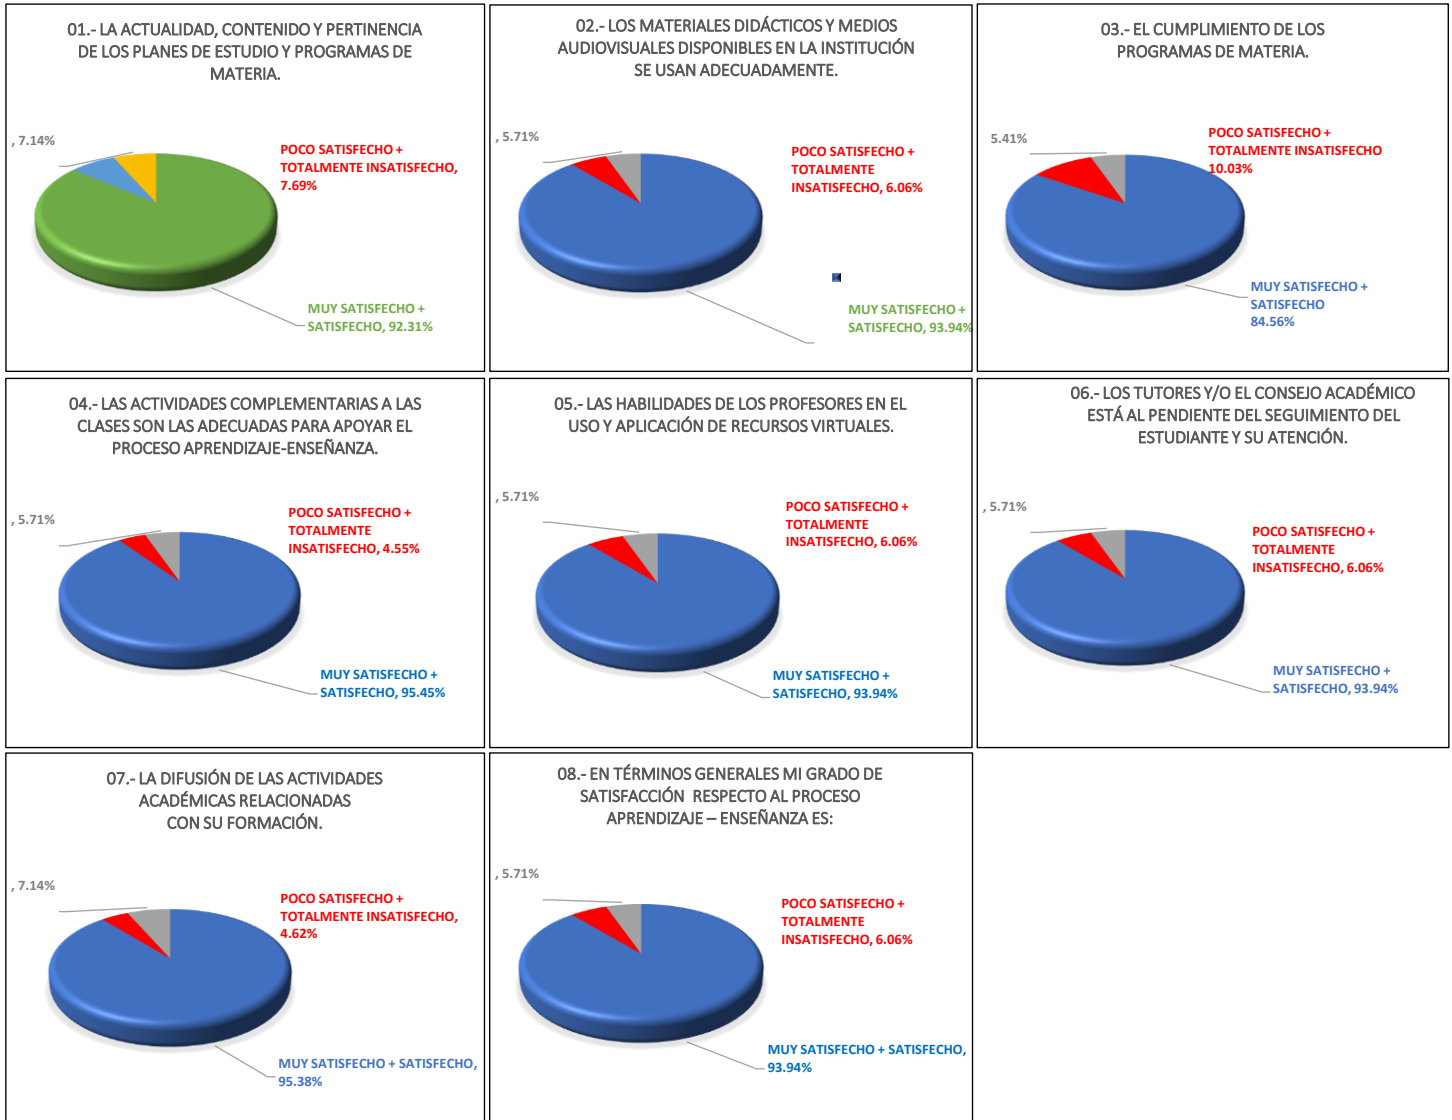 01.- LA ACTUALIDAD, CONTENIDO Y PERTINENCIA
DE LOS PLANES DE ESTUDIO Y PROGRAMAS DE
MATERIA.
, 7.14%
POCO SATISFECHO +
TOTALMENTE INSATISFECHO,
7.69%
MUY SATISFECHO +
SATISFECHO, 92.31%
02.- LOS MATERIALES DIDÁCTICOS Y MEDIOS
AUDIOVISUALES DISPONIBLES EN LA INSTITUCIÓN
SE USAN ADECUADAMENTE.
, 5.71%
POCO SATISFECHO +
TOTALMENTE
INSATISFECHO, 6.06%
MUY SATISFECHO +
SATISFECHO, 93.94%
03.- EL CUMPLIMIENTO DE LOS
PROGRAMAS DE MATERIA.
5.41%
POCO SATISFECHO +
TOTALMENTE INSATISFECHO
10.03%
MUY SATISFECHO +
SATISFECHO
84.56%
04.- LAS ACTIVIDADES COMPLEMENTARIAS A LAS
CLASES SON LAS ADECUADAS PARA APOYAR EL
PROCESO APRENDIZAJE-ENSEÑANZA.
, 5.71%
POCO SATISFECHO +
TOTALMENTE
INSATISFECHO, 4.55%
MUY SATISFECHO +
SATISFECHO, 95.45%
05.- LAS HABILIDADES DE LOS PROFESORES EN EL
USO Y APLICACIÓN DE RECURSOS VIRTUALES.
, 5.71%
POCO SATISFECHO +
TOTALMENTE
INSATISFECHO, 6.06%
MUY SATISFECHO +
SATISFECHO, 93.94%
06.- LOS TUTORES Y/O EL CONSEJO ACADÉMICO
ESTÁ AL PENDIENTE DEL SEGUIMIENTO DEL
ESTUDIANTE Y SU ATENCIÓN.
, 5.71%
POCO SATISFECHO +
TOTALMENTE
INSATISFECHO, 6.06%
MUY SATISFECHO +
SATISFECHO, 93.94%
07.- LA DIFUSIÓN DE LAS ACTIVIDADES
ACADÉMICAS RELACIONADAS
CON SU FORMACIÓN.
, 7.14%
POCO SATISFECHO +
TOTALMENTE INSATISFECHO,
4.62%
MUY SATISFECHO + SATISFECHO,
95.38%
08.- EN TÉRMINOS GENERALES MI GRADO DE
SATISFACCIÓN RESPECTO AL PROCESO
APRENDIZAJE – ENSEÑANZA ES:
, 5.71%
POCO SATISFECHO +
TOTALMENTE
INSATISFECHO, 6.06%
MUY SATISFECHO + SATISFECHO,
93.94%